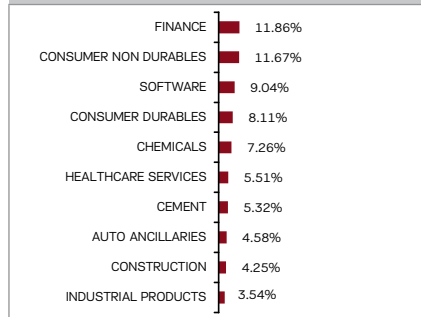 FINANCE 11.86%
CONSUMER NON DURABLES 11.67%
SOFTWARE 9.04%
CONSUMER DURABLES 8.11%
CHEMICALS 7.26%
HEALTHCARE SERVICES 5.51%
CEMENT 5.32%
AUTO ANCILLARIES 4.58%
CONSTRUCTION 4.25%
INDUSTRIAL PRODUCTS 3.54%